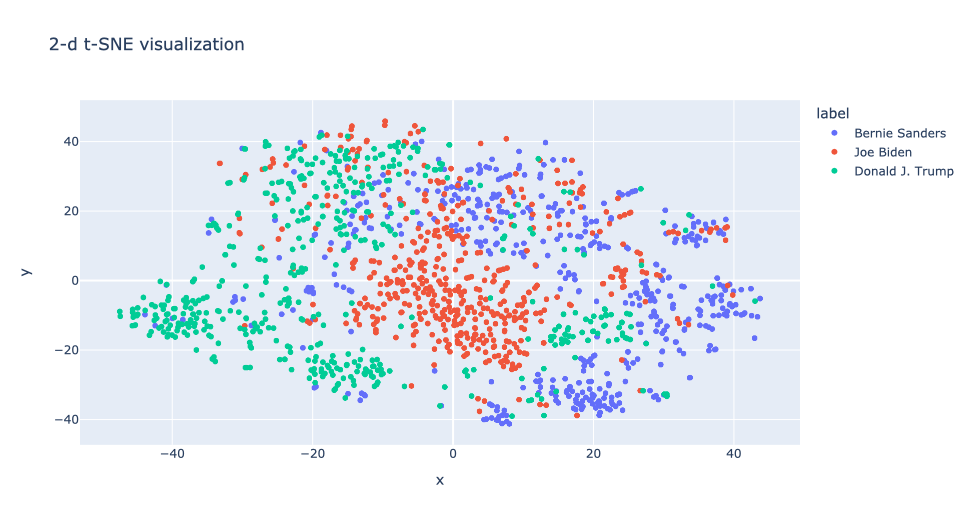 2-d t-SNE visualization
label
Bernie Sanders
Joe Biden
Donald J. Trump
40
20
0
−20
−40
y
−40
−20
0
20
40
x